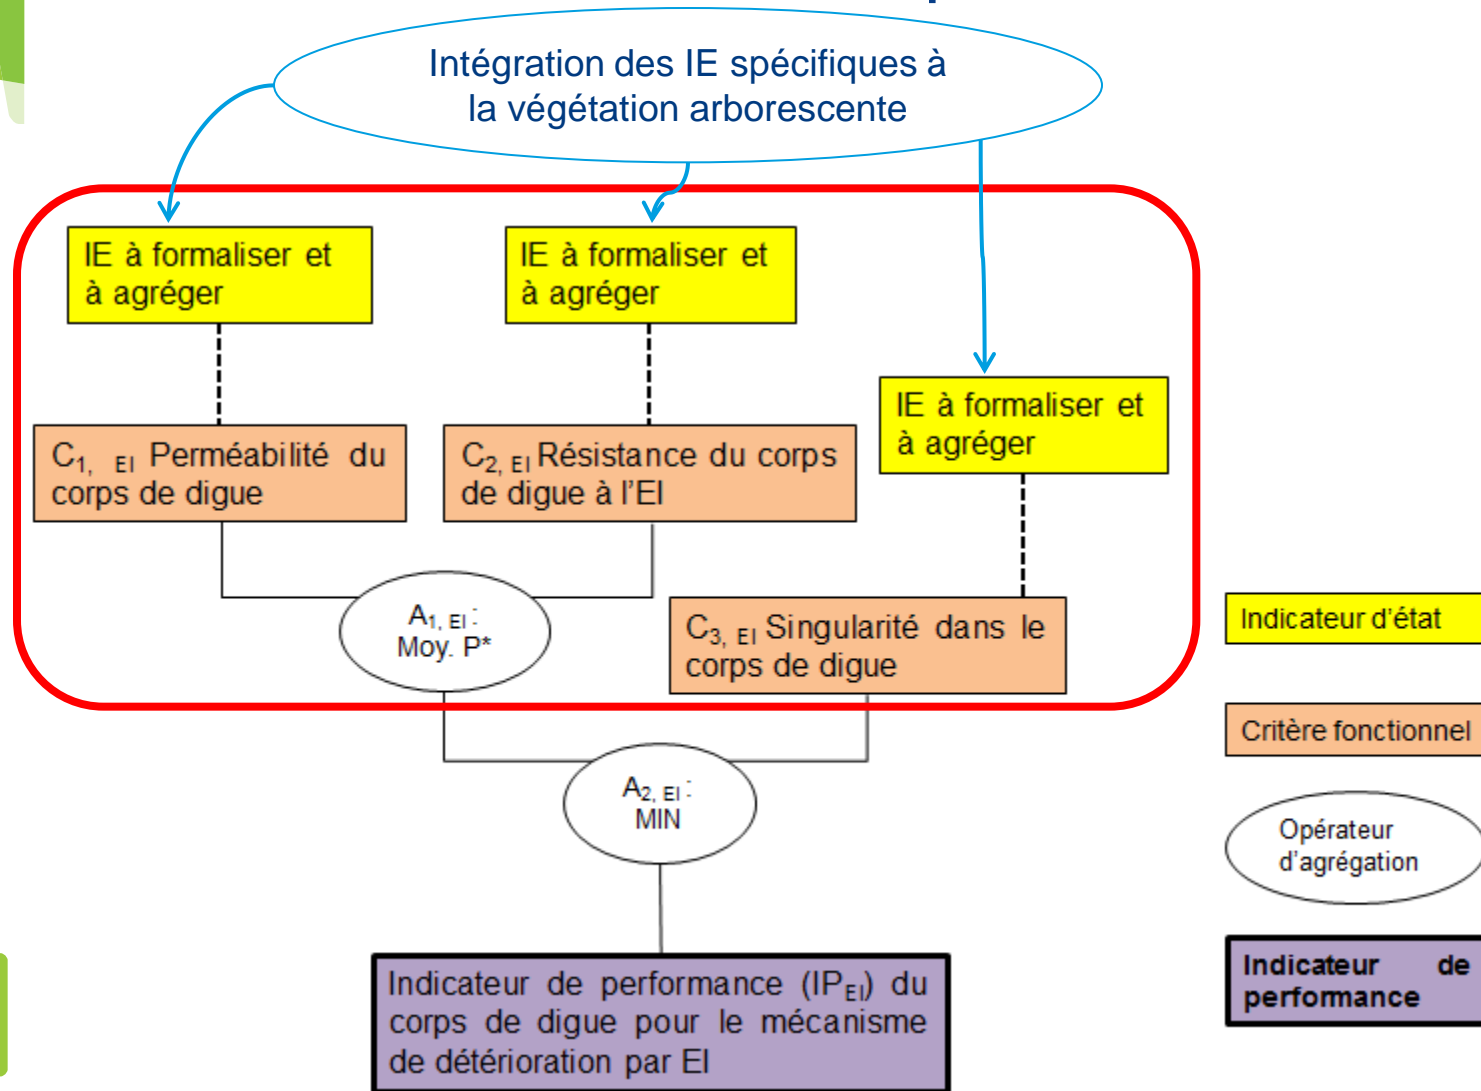 Intégration des IE spécifiques à
la végétation arborescente
IE à formaliser et
à agréger
IE à formaliser et
à agréger
IE à formaliser et
à agréger
C1, EI Perméabilité du
corps de digue
C2, EI Résistance du corps
de digue à l'EI
A1, EI :
Moy. P*
C3, EI Singularité dans le
corps de digue
A2, EI :
MIN
Indicateur de performance (IPEI) du
corps de digue pour le mécanisme
de détérioration par EI
Indicateur d'état
Critère fonctionnel
Opérateur
d'agrégation
Indicateur de
performance